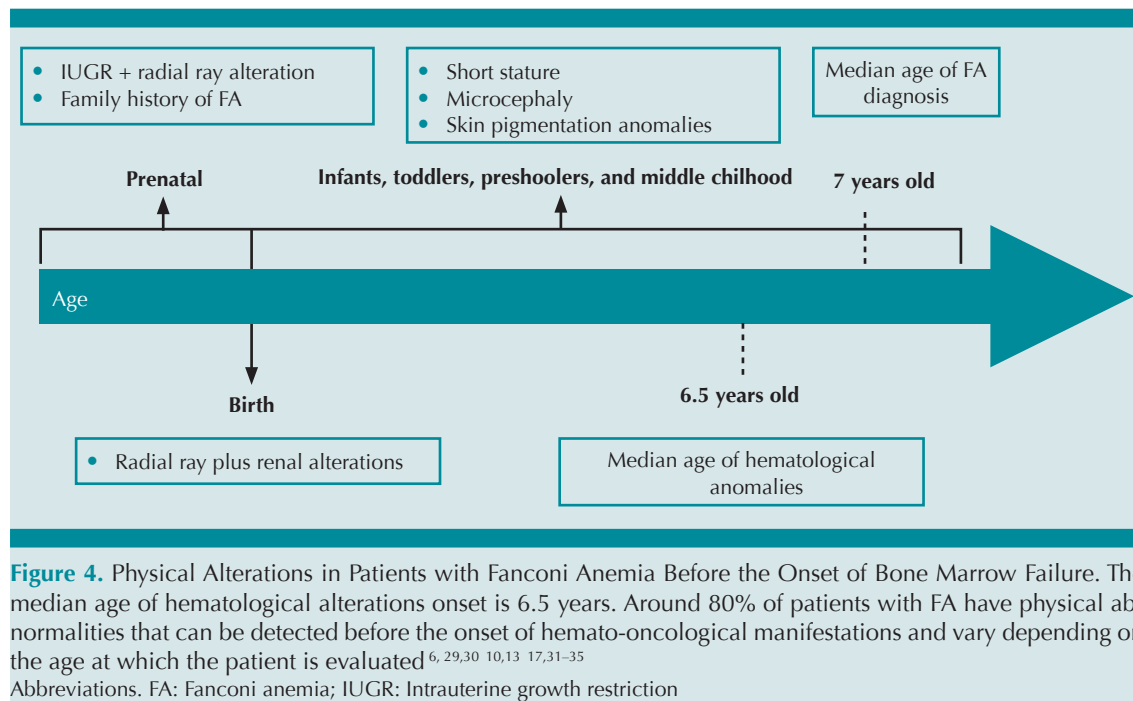 • IUGR + radial ray alteration
• Family history of FA
• Short stature
• Microcephaly
• Skin pigmentation anomalies
Median age of FA
diagnosis
Prenatal
Infants, toddlers, preshoolers, and middle chilhood
7 years old
Age
Birth
6.5 years old
• Radial ray plus renal alterations
Median age of hematological
anomalies
Figure 4. Physical Alterations in Patients with Fanconi Anemia Before the Onset of Bone Marrow Failure. Th
median age of hematological alterations onset is 6.5 years. Around 80% of patients with FA have physical ab
normalities that can be detected before the onset of hemato-oncological manifestations and vary depending o
the age at which the patient is evaluated 6, 29,30 10,13 17,31–35
Abbreviations. FA: Fanconi anemia; IUGR: Intrauterine growth restriction